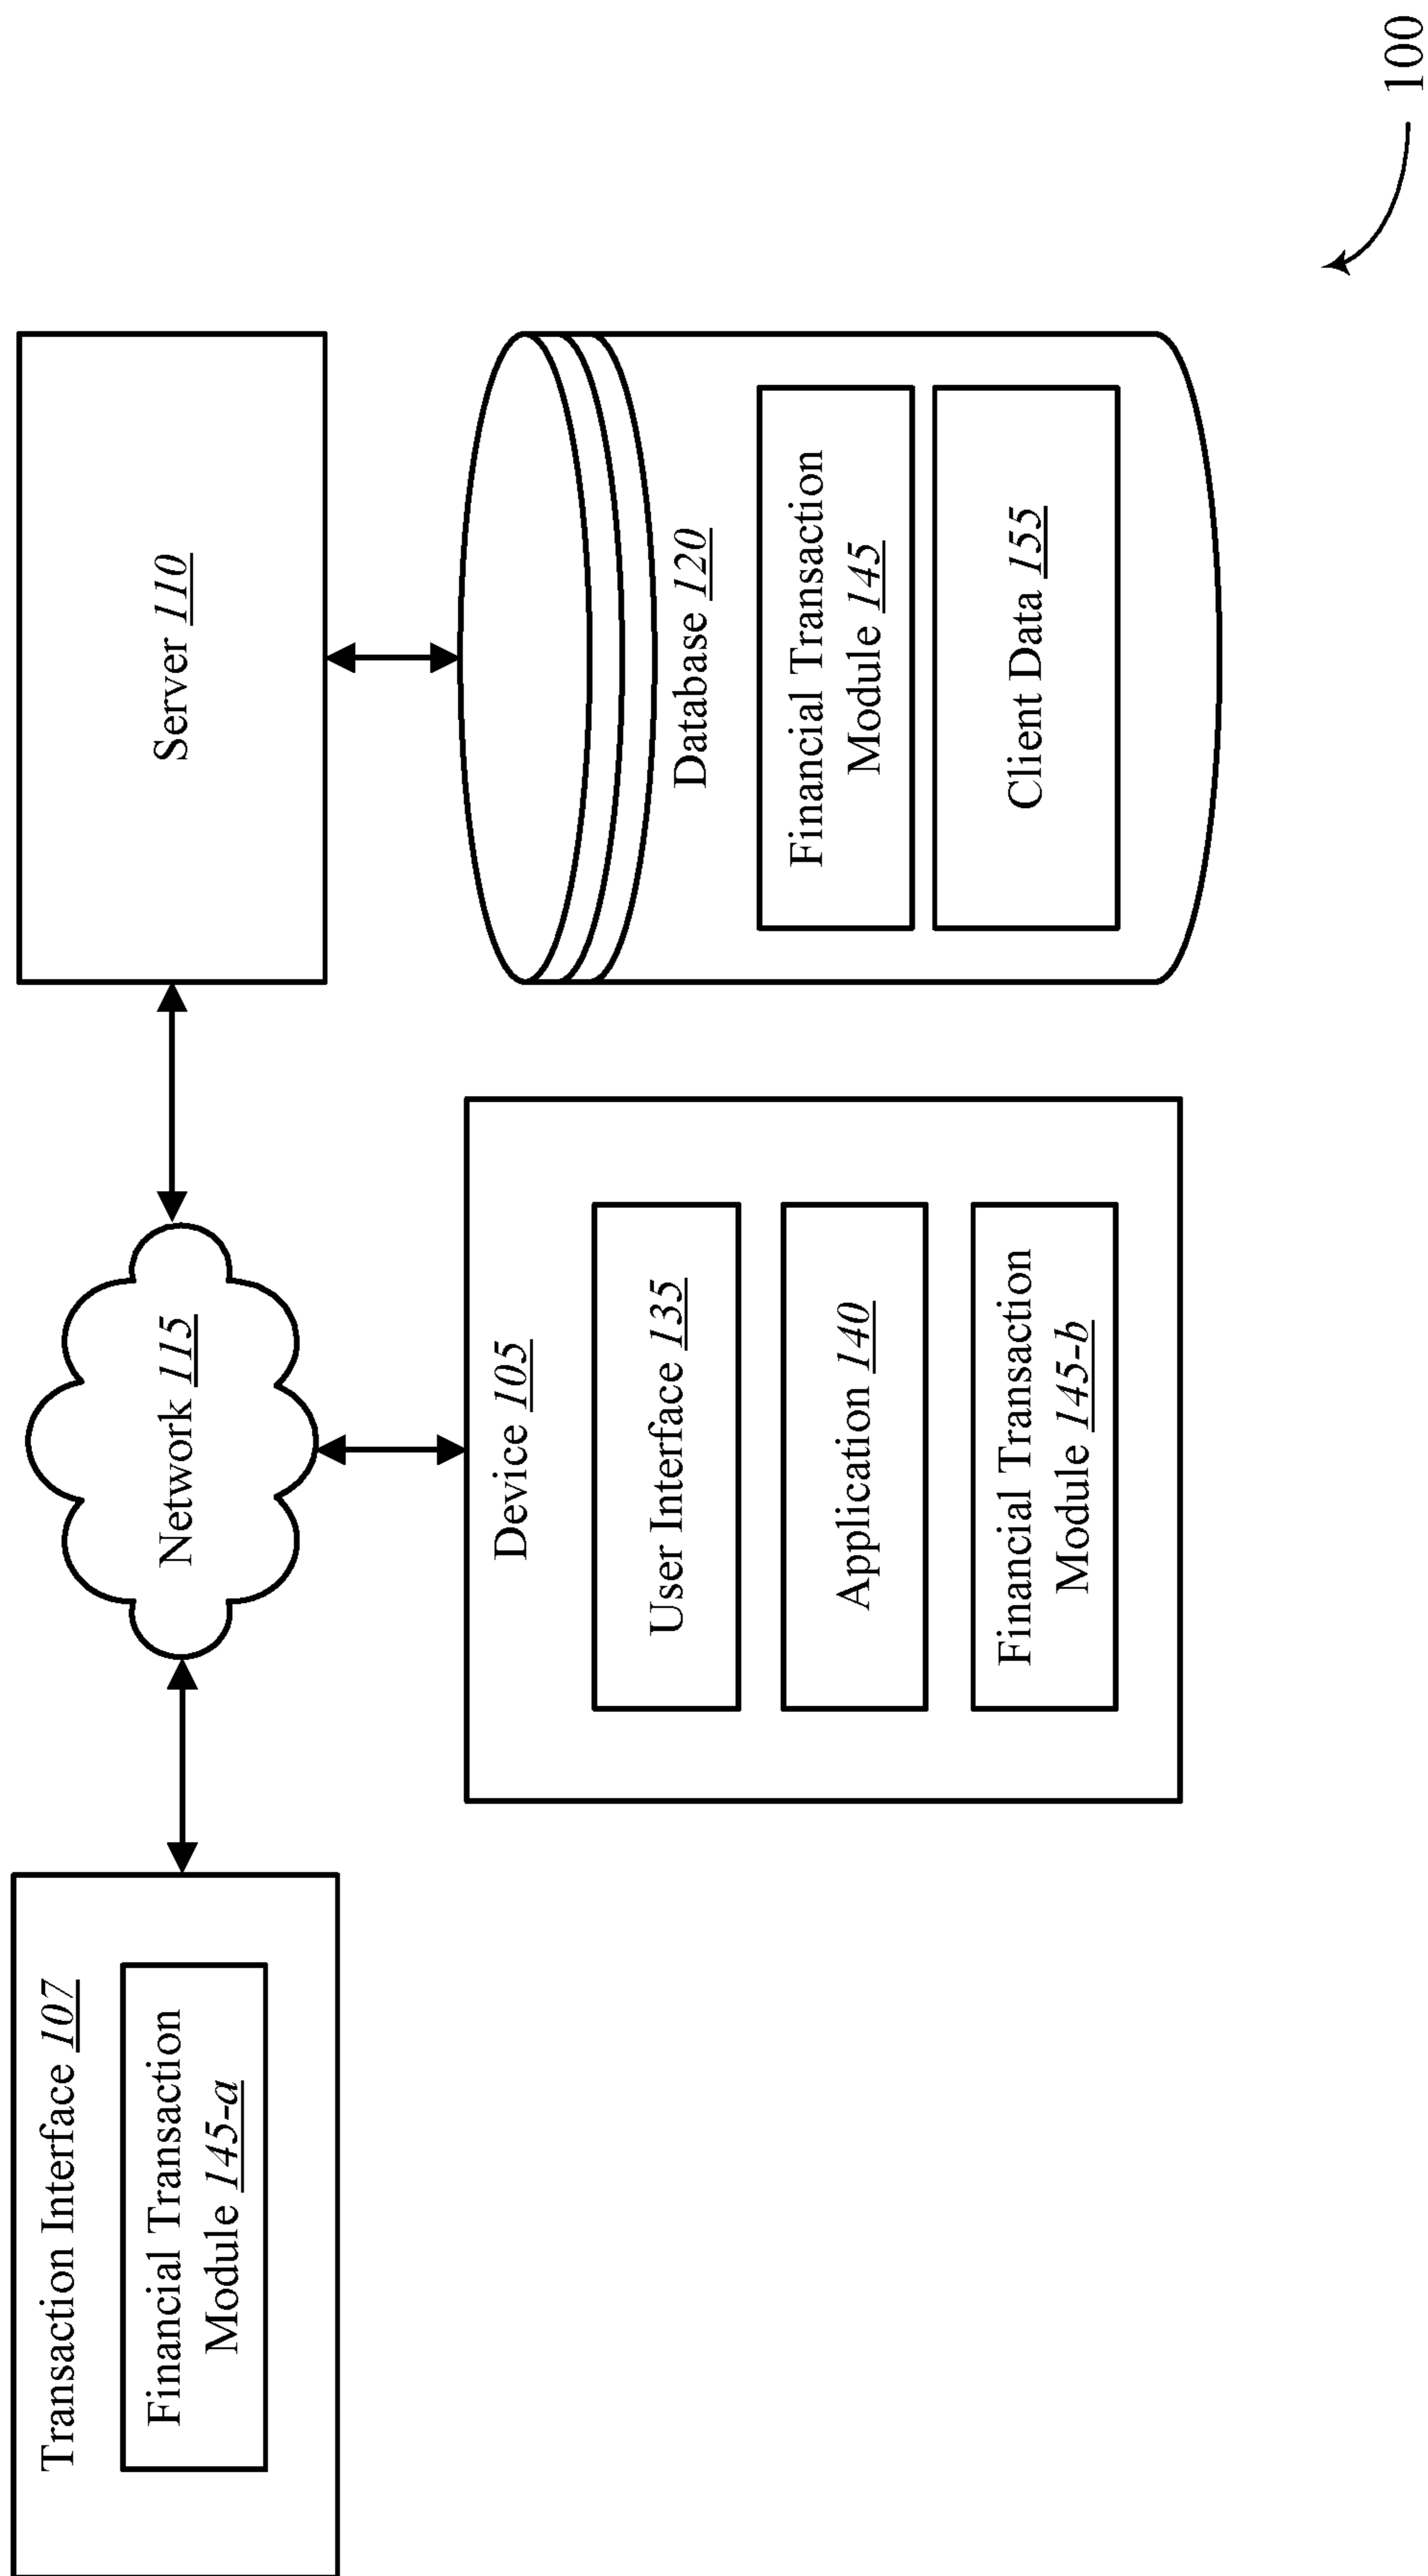 Transaction Interface 107
Financial Transaction
Module 145-a
Network 115
Server 110
Device 105
User Interface 135
Application 140
Financial Transaction
Module 145-b
Database 120
Financial Transaction
Module 145
Client Data 155
100